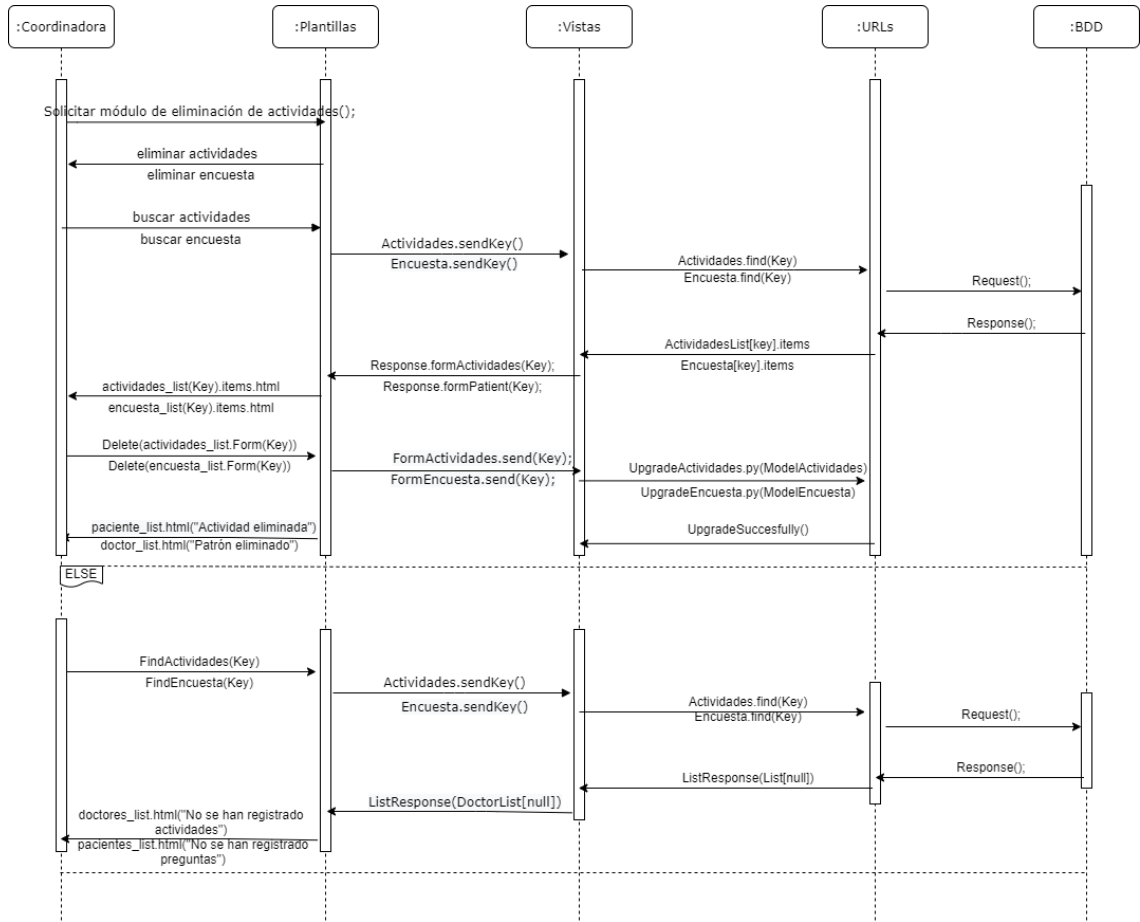 :Coordinadora
:Plantillas
:Vistas
:URLs
:BDD
Solicitar módulo de eliminación de actividades();
eliminar actividades
eliminar encuesta
buscar actividades
buscar encuesta
Actividades.sendKey()
Encuesta.sendKey()
Actividades.find(Key)
Encuesta.find(Key)
Request();
Response();
ActividadesList[key].items
Encuesta[key].items
Response.formActividades(Key);
Response.formPatient(Key);
actividades_list(Key).items.html
encuesta_list(Key).items.html
Delete(actividades_list.Form(Key))
Delete(encuesta_list.Form(Key))
FormActividades.send(Key);
FormEncuesta.send(Key);
UpgradeActividades.py(ModelActividades)
UpgradeEncuesta.py(ModelEncuesta)
UpgradeSuccesfully()
paciente_list.html("Actividad eliminada")
doctor_list.html("Patrón eliminado")
ELSE
FindActividades(Key)
FindEncuesta(Key)
Actividades.sendKey()
Encuesta.sendKey()
Actividades.find(Key)
Encuesta.find(Key)
Request();
Response();
ListResponse(List[null])
ListResponse(DoctorList[null])
doctores_list.html("No se han registrado
actividades")
pacientes_list.html("No se han registrado
preguntas")